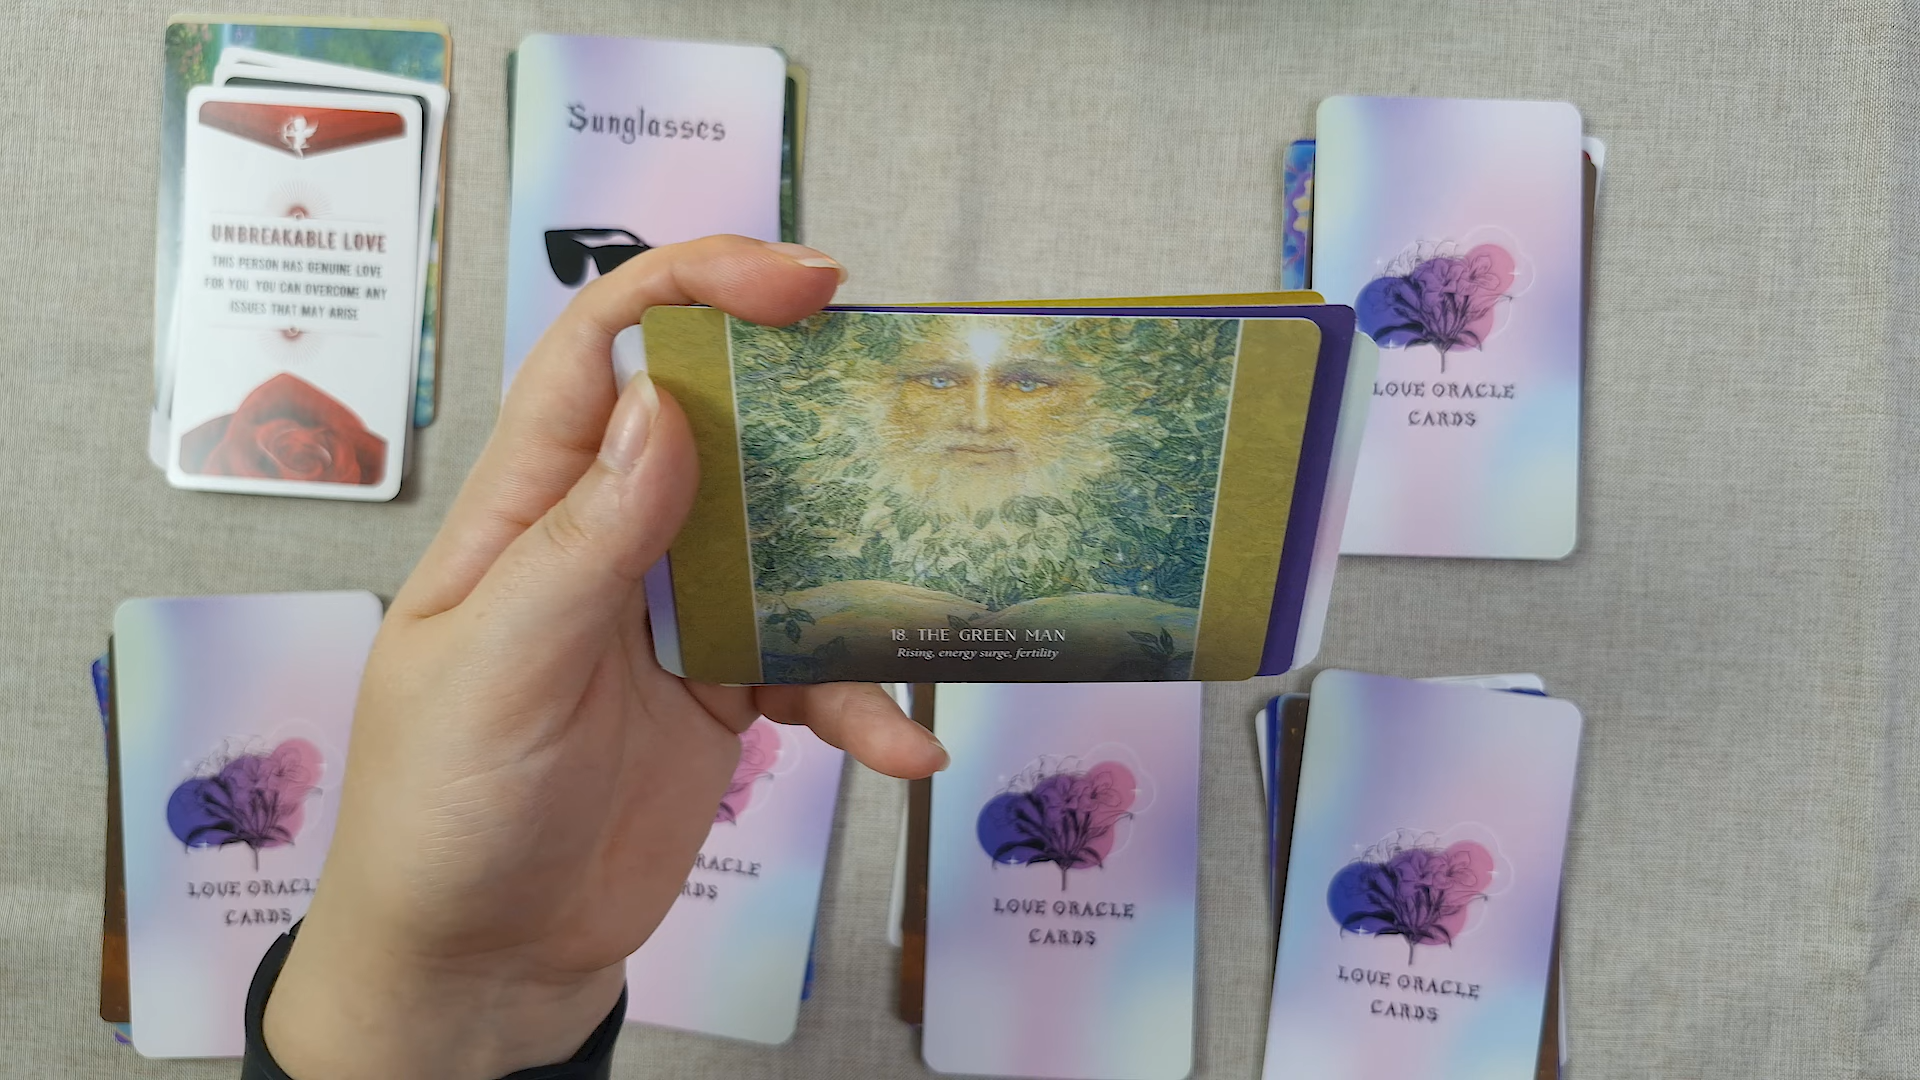 UNBREAKABLE LOVE
THIS PERSON HAS GENUINE LOVE
FOR YOU YOU CAN OVERCOME ANY
ISSUES THAT MAY ARISE
Sunglasses
LOVE ORACLE
CARDS
18. THE GREEN MAN
Rising, energy surge, fertility
LOVE ORACLE
CARDS
LOVE ORACLE
CARDS
LOVE ORACLE
CARDS